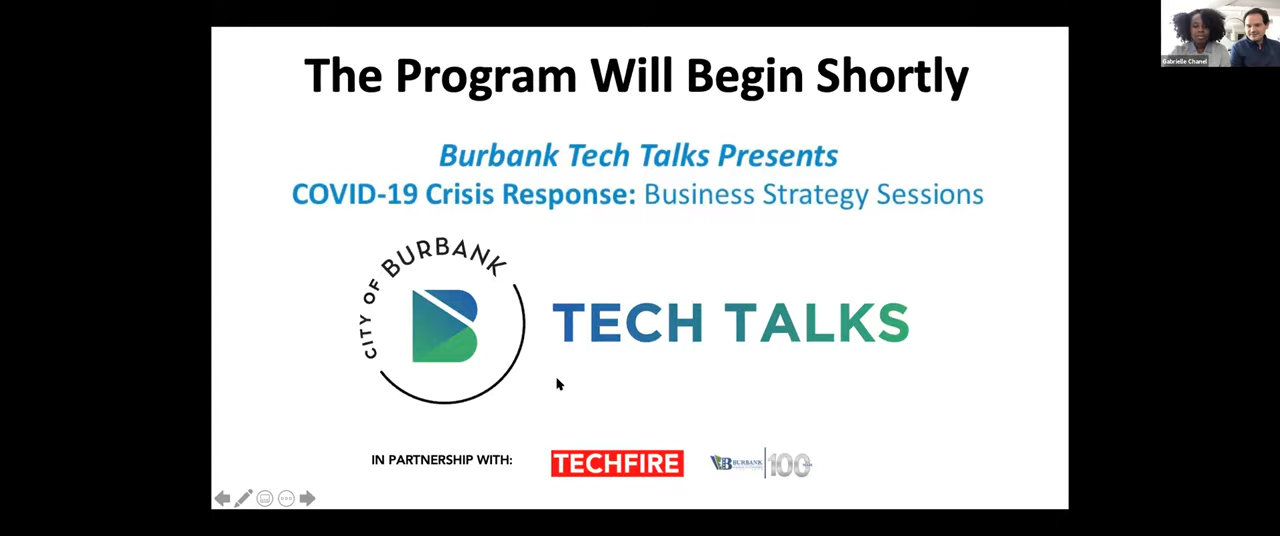 The Program Will Begin Shortly
Gabrielle Chanel
Burbank Tech Talks Presents
COVID-19 Crisis Response: Business Strategy Sessions
CITY OF BURBANK
B
TECH TALKS
IN PARTNERSHIP WITH:
TECHFIRE
BURBANK
100